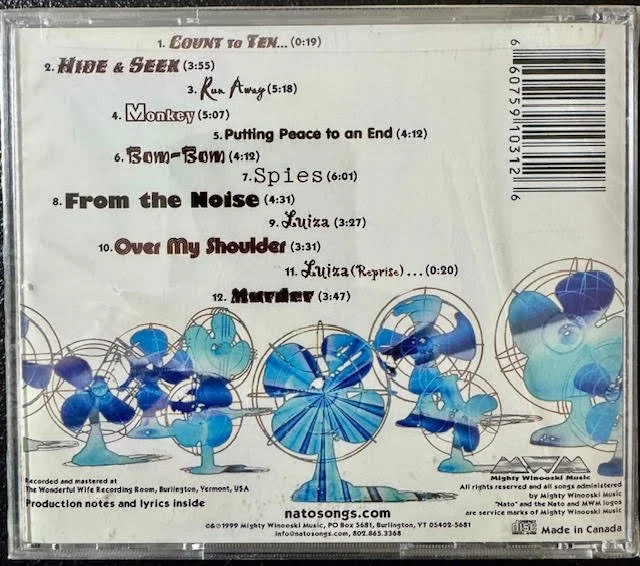 1. Count to Ten... (0:19)
2. Hide & Seek (3:55)
3. Run Away (5:18)
4. Monkey (5:07)
5. Putting Peace to an End (4:12)
6. Bom-Bom (4:12)
7. Spies (6:01)
8. From the Noise (4:31)
9. Luiza (3:27)
10. Over My Shoulder (3:31)
11. Luiza (Reprise)... (0:20)
12. Murder (3:47)
6 60759 10312 6
Recorded and mastered at
The Wonderful Wife Recording Room, Burlington, Vermont, USA
Production notes and lyrics inside
natosongs.com
©&℗1999 Mighty Winooski Music, PO Box 5681, Burlington, VT 05402-5681
info@natosongs.com, 802.865.3368
MWM
Mighty Winooski Music
All rights reserved and all songs administered
by Mighty Winooski Music
"Nato" and the Nato and MWM logos
are service marks of Mighty Winooski Music
disc Made in Canada